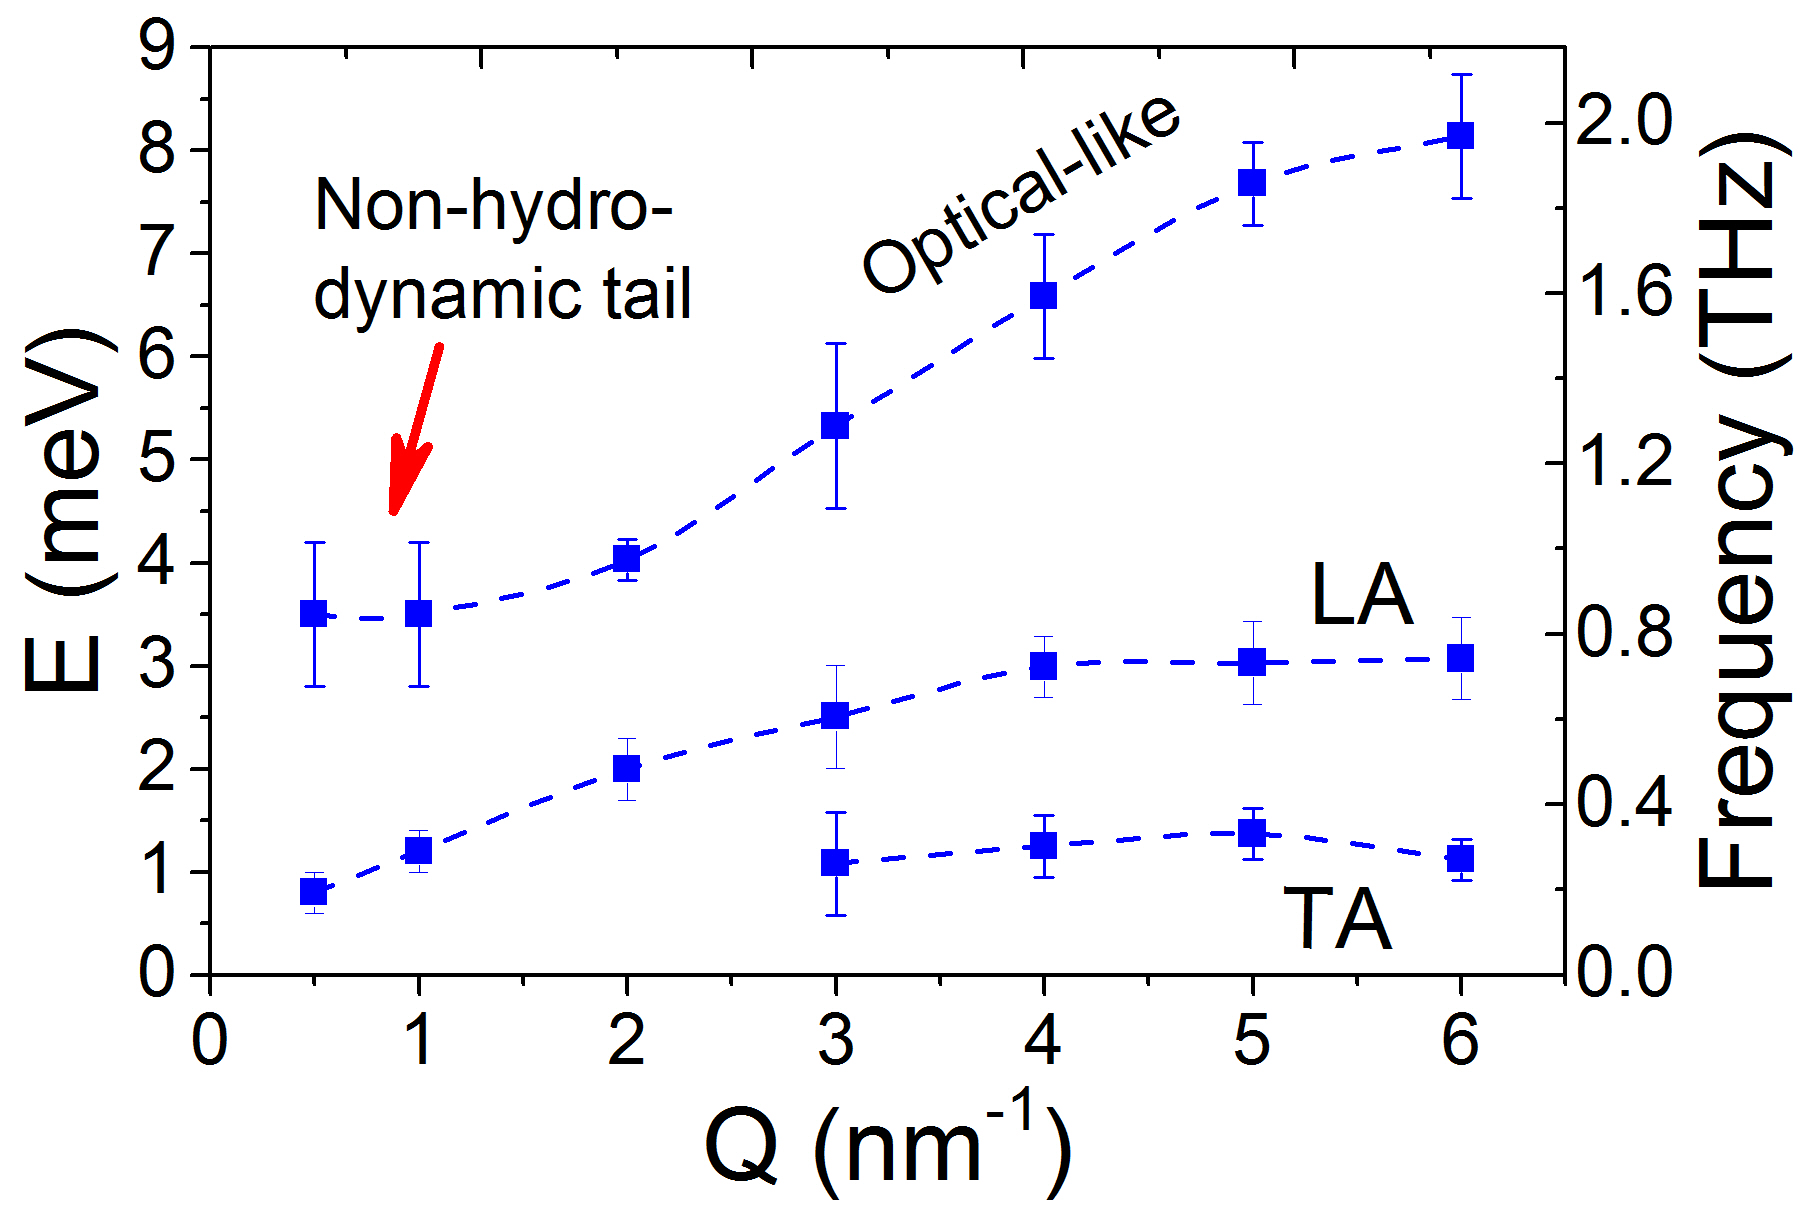 9
8
7
6
5
4
3
2
1
0
E (meV)
Non-hydro-
dynamic tail
Optical-like
LA
TA
2.0
1.6
1.2
0.8
0.4
0.0
Frequency (THz)
0 1 2 3 4 5 6
Q (nm⁻¹)